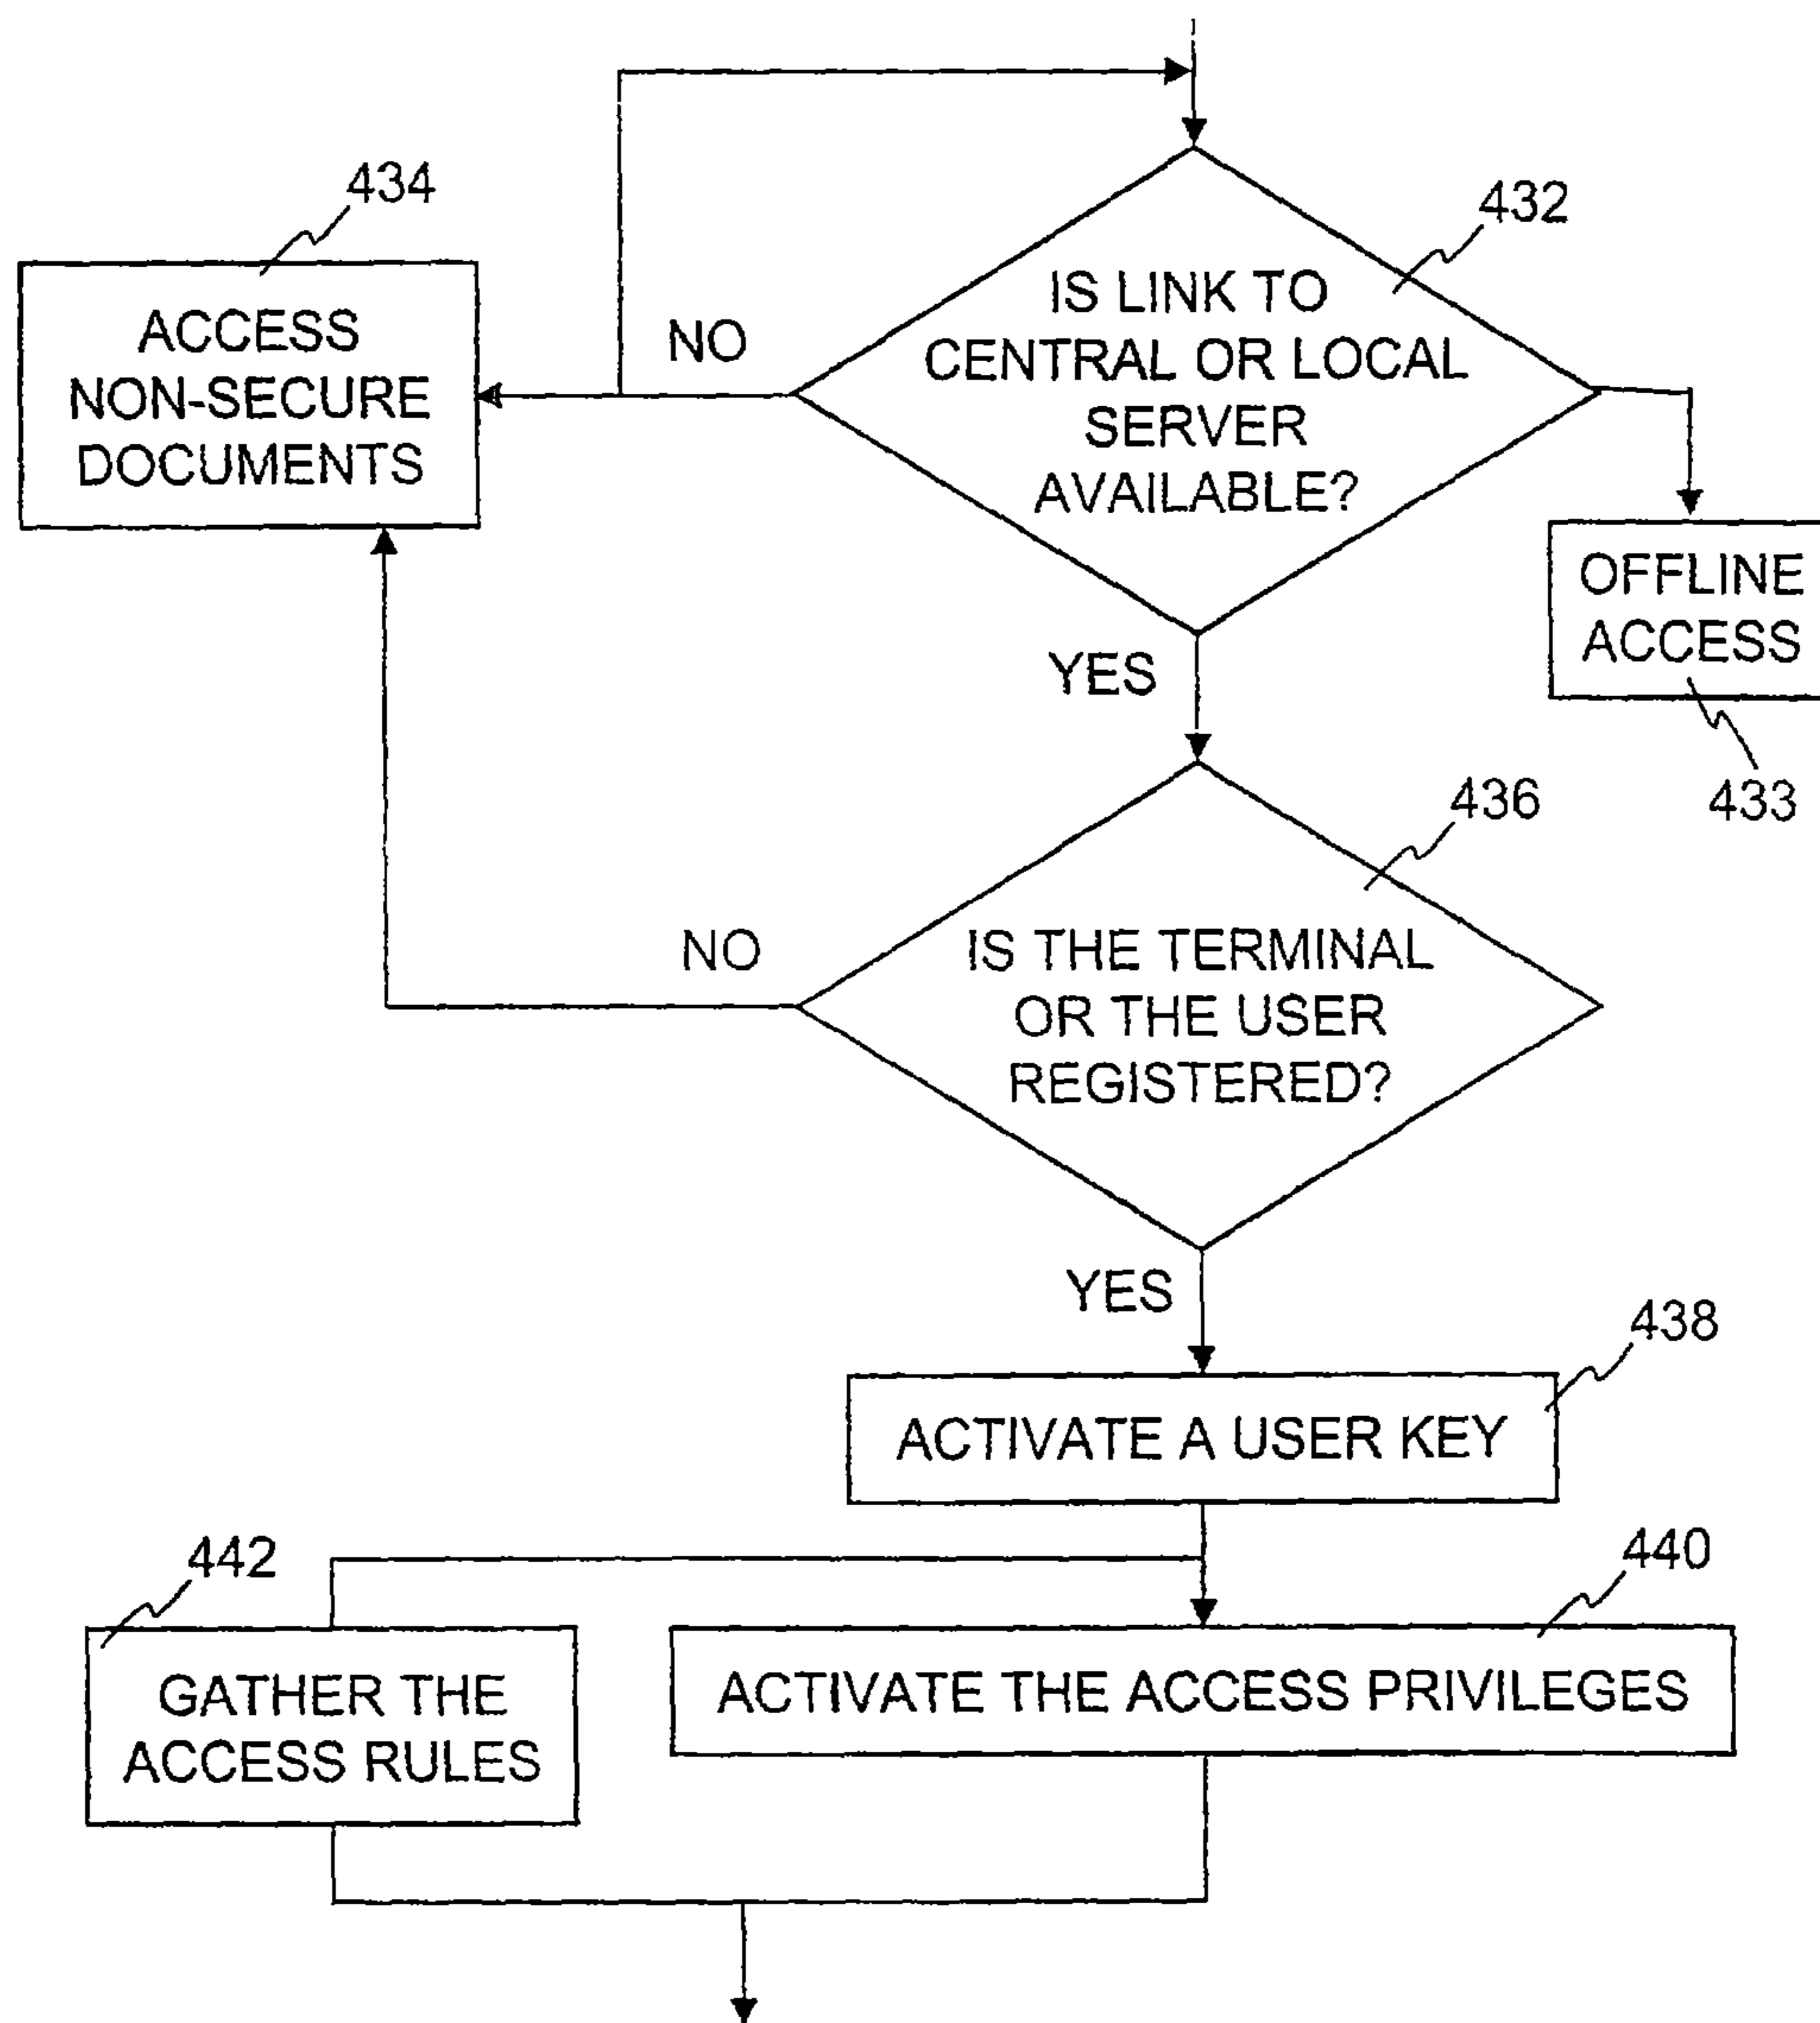 434
432
ACCESS
NON-SECURE
DOCUMENTS
NO
IS LINK TO
CENTRAL OR LOCAL
SERVER
AVAILABLE?
OFFLINE
ACCESS
433
YES
436
NO
IS THE TERMINAL
OR THE USER
REGISTERED?
YES
438
ACTIVATE A USER KEY
442
440
GATHER THE
ACCESS RULES
ACTIVATE THE ACCESS PRIVILEGES